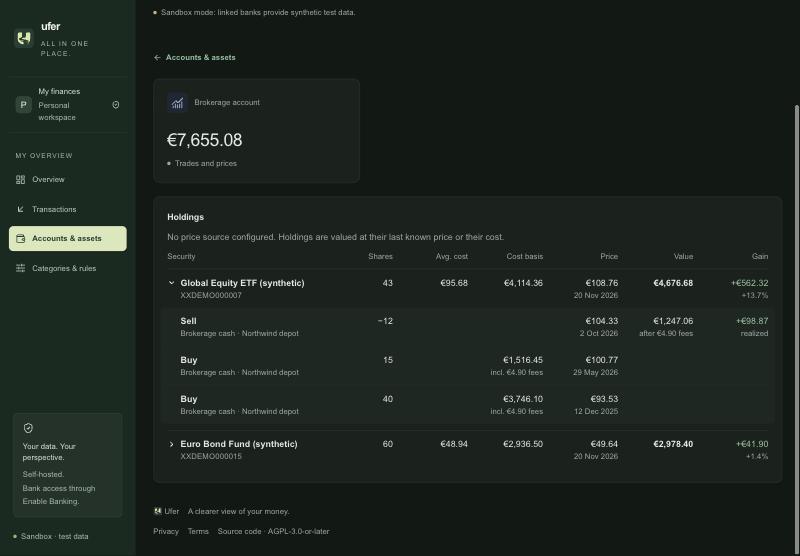 ufer
ALL IN ONE
PLACE.
P
My finances
Personal
workspace
MY OVERVIEW
Overview
Transactions
Accounts & assets
Categories & rules
Your data. Your
perspective.
Self-hosted.
Bank access through
Enable Banking.
Sandbox · test data
Sandbox mode: linked banks provide synthetic test data.
← Accounts & assets
Brokerage account
€7,655.08
Trades and prices
Holdings
No price source configured. Holdings are valued at their last known price or their cost.
Security Shares Avg. cost Cost basis Price Value Gain
Global Equity ETF (synthetic) 43 €95.68 €4,114.36 €108.76 €4,676.68 +€562.32
XXDEMO000007 20 Nov 2026 +13.7%
Sell −12 €104.33 €1,247.06 +€98.87
Brokerage cash · Northwind depot 2 Oct 2026 after €4.90 fees realized
Buy 15 €1,516.45 €100.77
Brokerage cash · Northwind depot incl. €4.90 fees 29 May 2026
Buy 40 €3,746.10 €93.53
Brokerage cash · Northwind depot incl. €4.90 fees 12 Dec 2025
Euro Bond Fund (synthetic) 60 €48.94 €2,936.50 €49.64 €2,978.40 +€41.90
XXDEMO000015 20 Nov 2026 +1.4%
Ufer A clearer view of your money.
Privacy Terms Source code · AGPL-3.0-or-later